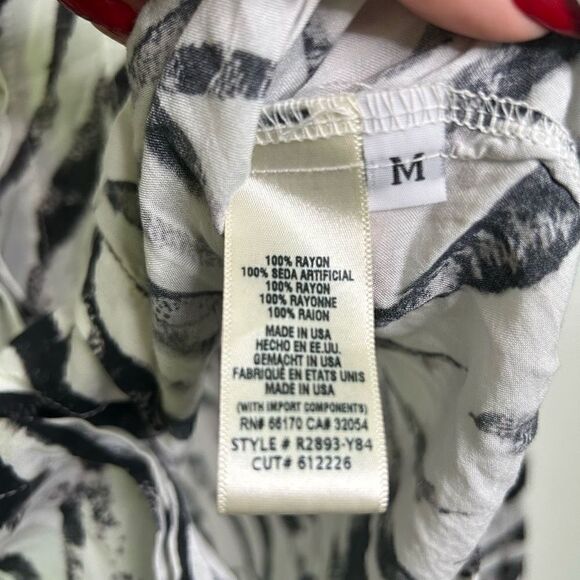 M
100% RAYON
100% SEDA ARTIFICIAL
100% RAYON
100% RAYONNE
100% RAION
MADE IN USA
HECHO EN EE.UU.
GEMACHT IN USA
FABRIQUÉ EN ETATS UNIS
MADE IN USA
(WITH IMPORT COMPONENTS)
RN# 66170 CA# 32054
STYLE # R2893-Y84
CUT# 612226